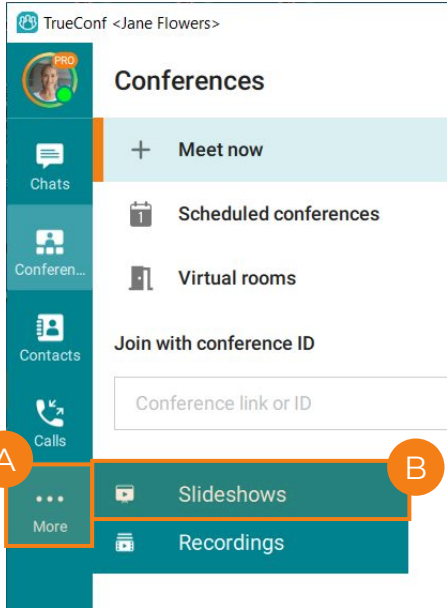 TrueConf <Jane Flowers>
PRO
Conferences
Meet now
Chats
1
Scheduled conferences
Conferen...
Virtual rooms
Contacts
Join with conference ID
Conference link or ID
Calls
A
B
Slideshows
More
Recordings